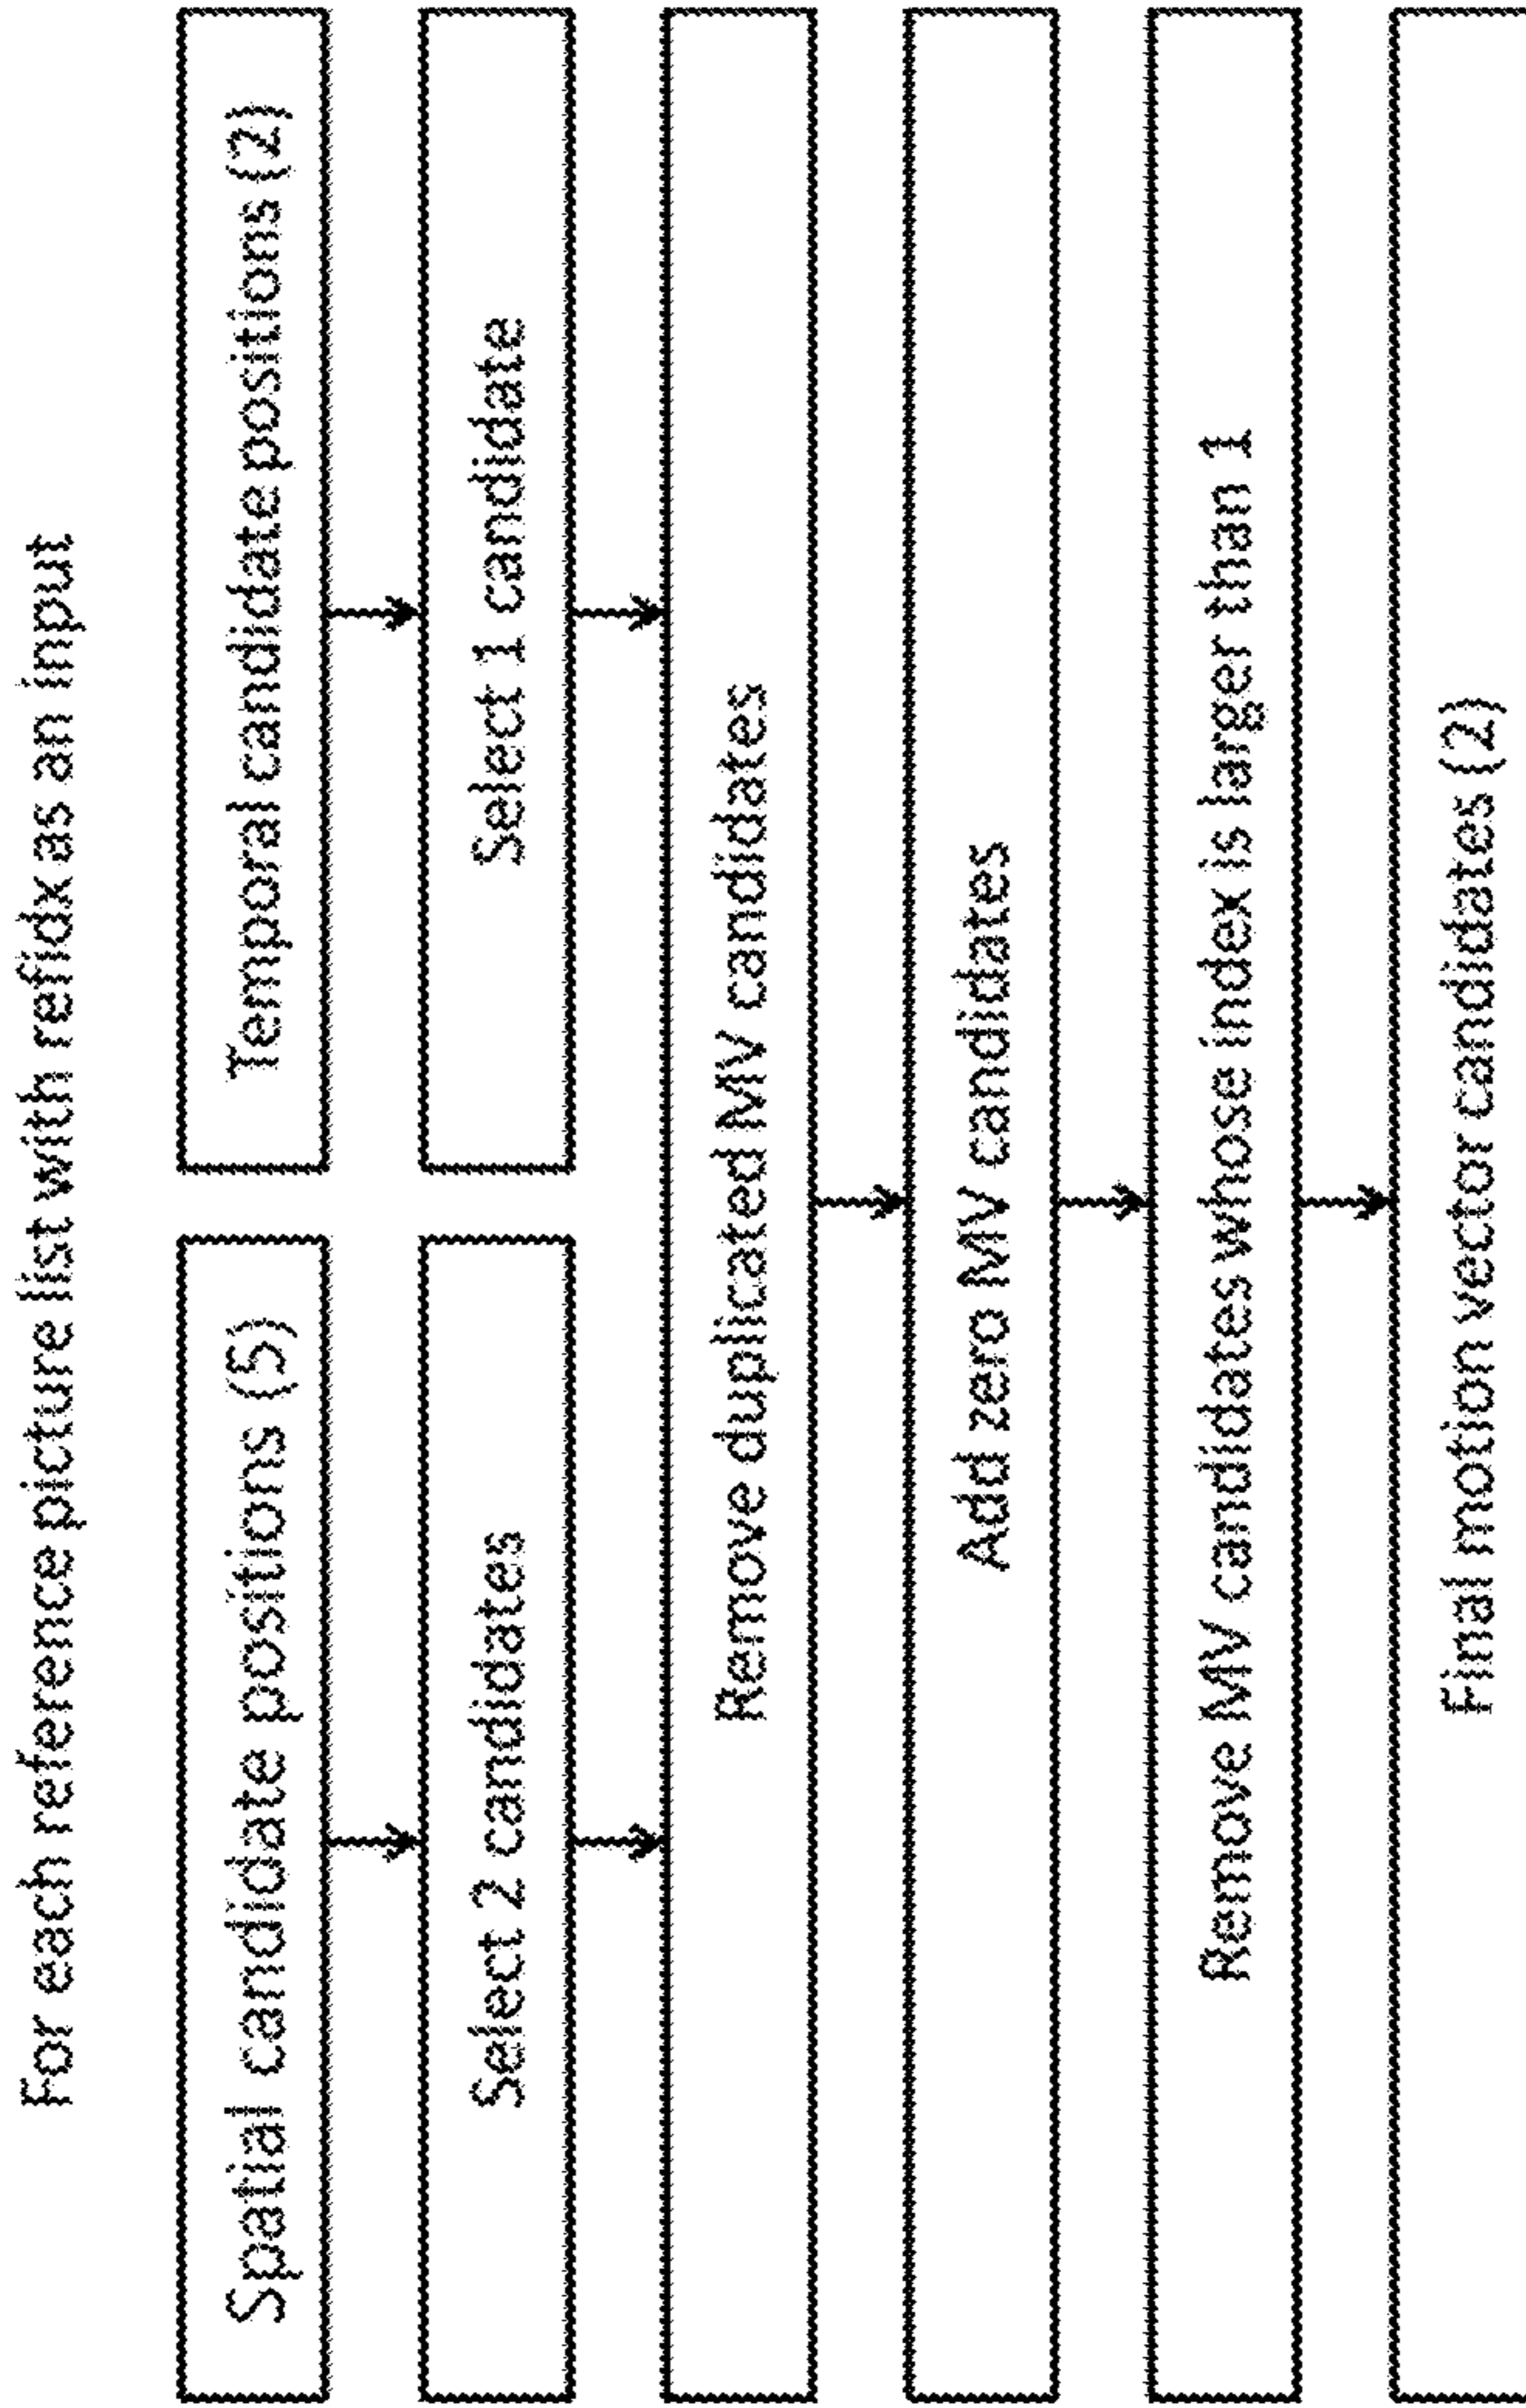 For each reference picture list with refidx as an input
Spatial candidate positions (5)
Temporal candidate positions (2)
Select 2 candidates
Select 1 candidate
Remove duplicated MV candidates
Add zero MV candidates
Remove MV candidates whose index is larger than 1
Final motion vector candidates (2)